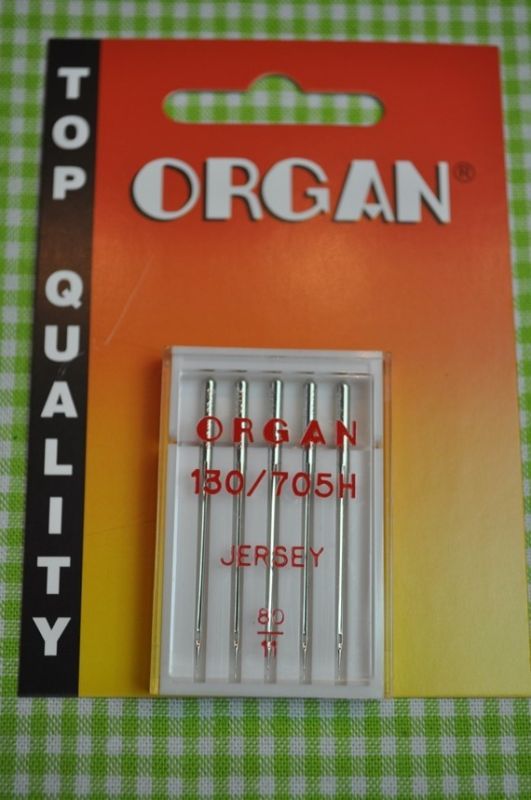 TOP QUALITY
ORGAN®
ORGAN
130/705H
JERSEY
80
11